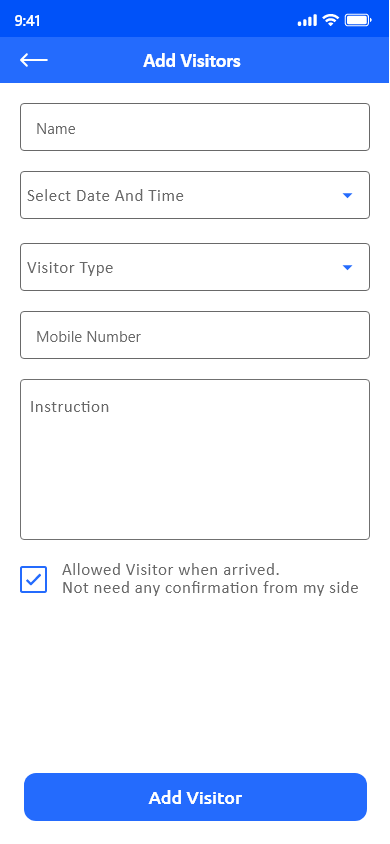 9:41
Add Visitors
Name
Select Date And Time
Visitor Type
Mobile Number
Instruction
Allowed Visitor when arrived.
Not need any confirmation from my side
Add Visitor